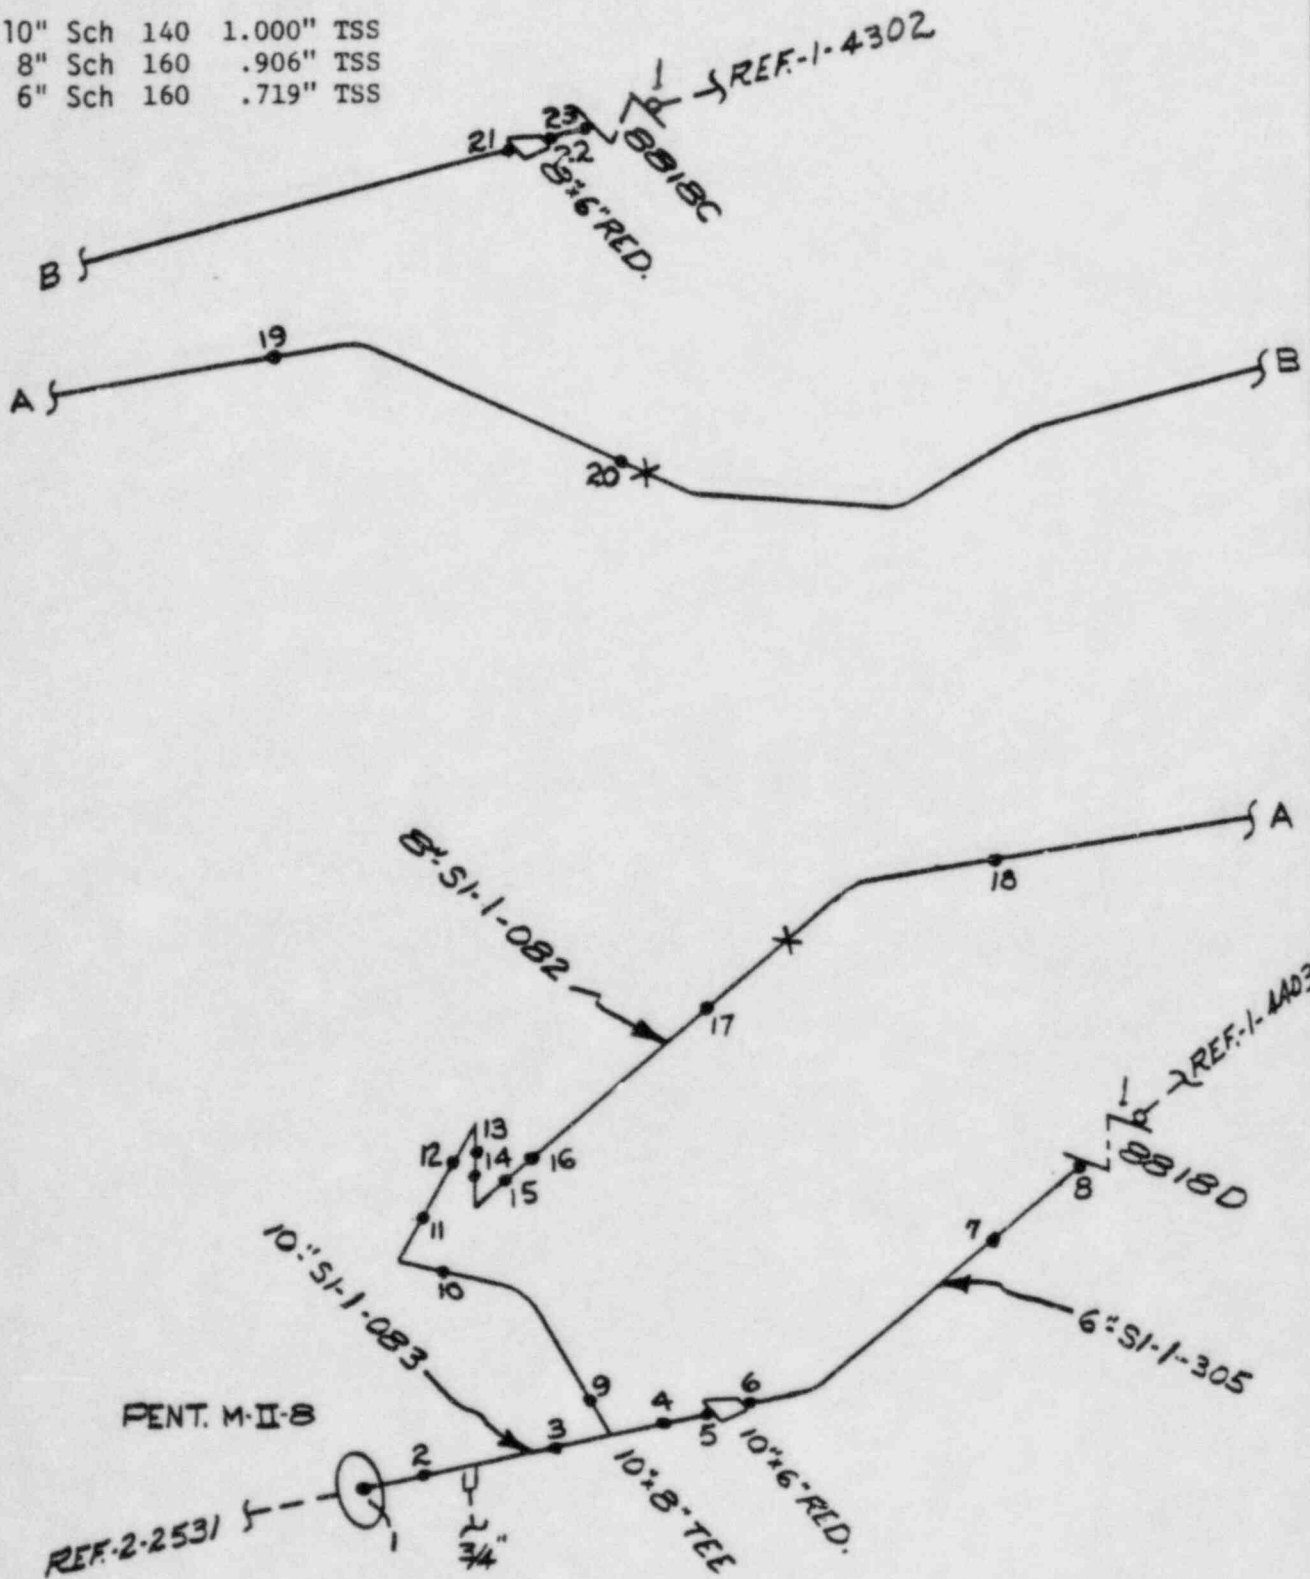 10" Sch 140 1.000" TSS
8" Sch 160 .906" TSS
6" Sch 160 .719" TSS
REF.-1-4302
23
21
22
8818C
8"x6" RED.
B
19
A
B
20
A
18
8"-SI-1-082
17
REF.-1-4A03
8818D
13
12
14
16
15
8
11
7
10
10"-SI-1-083
6"-SI-1-305
9
6
4
5
PENT. M-II-8
3
2
10"x6" RED.
10"x8" TEE
1
3/4"
REF.-2-2531